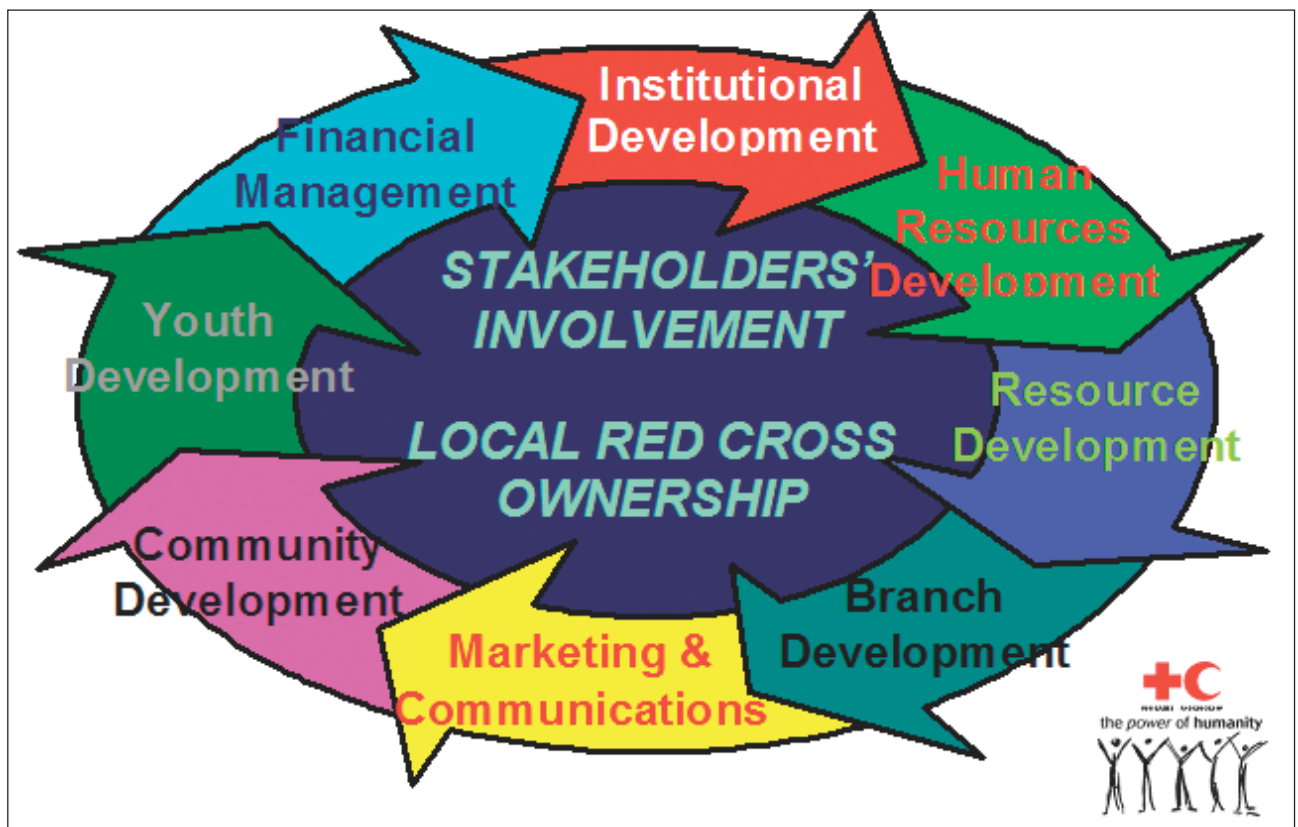 Institutional
Development
Human
Resources
Development
Resource
Development
Branch
Development
Marketing &
Communications
Community
Development
Youth
Development
Financial
Management
STAKEHOLDERS'
INVOLVEMENT
LOCAL RED CROSS
OWNERSHIP
the power of humanity